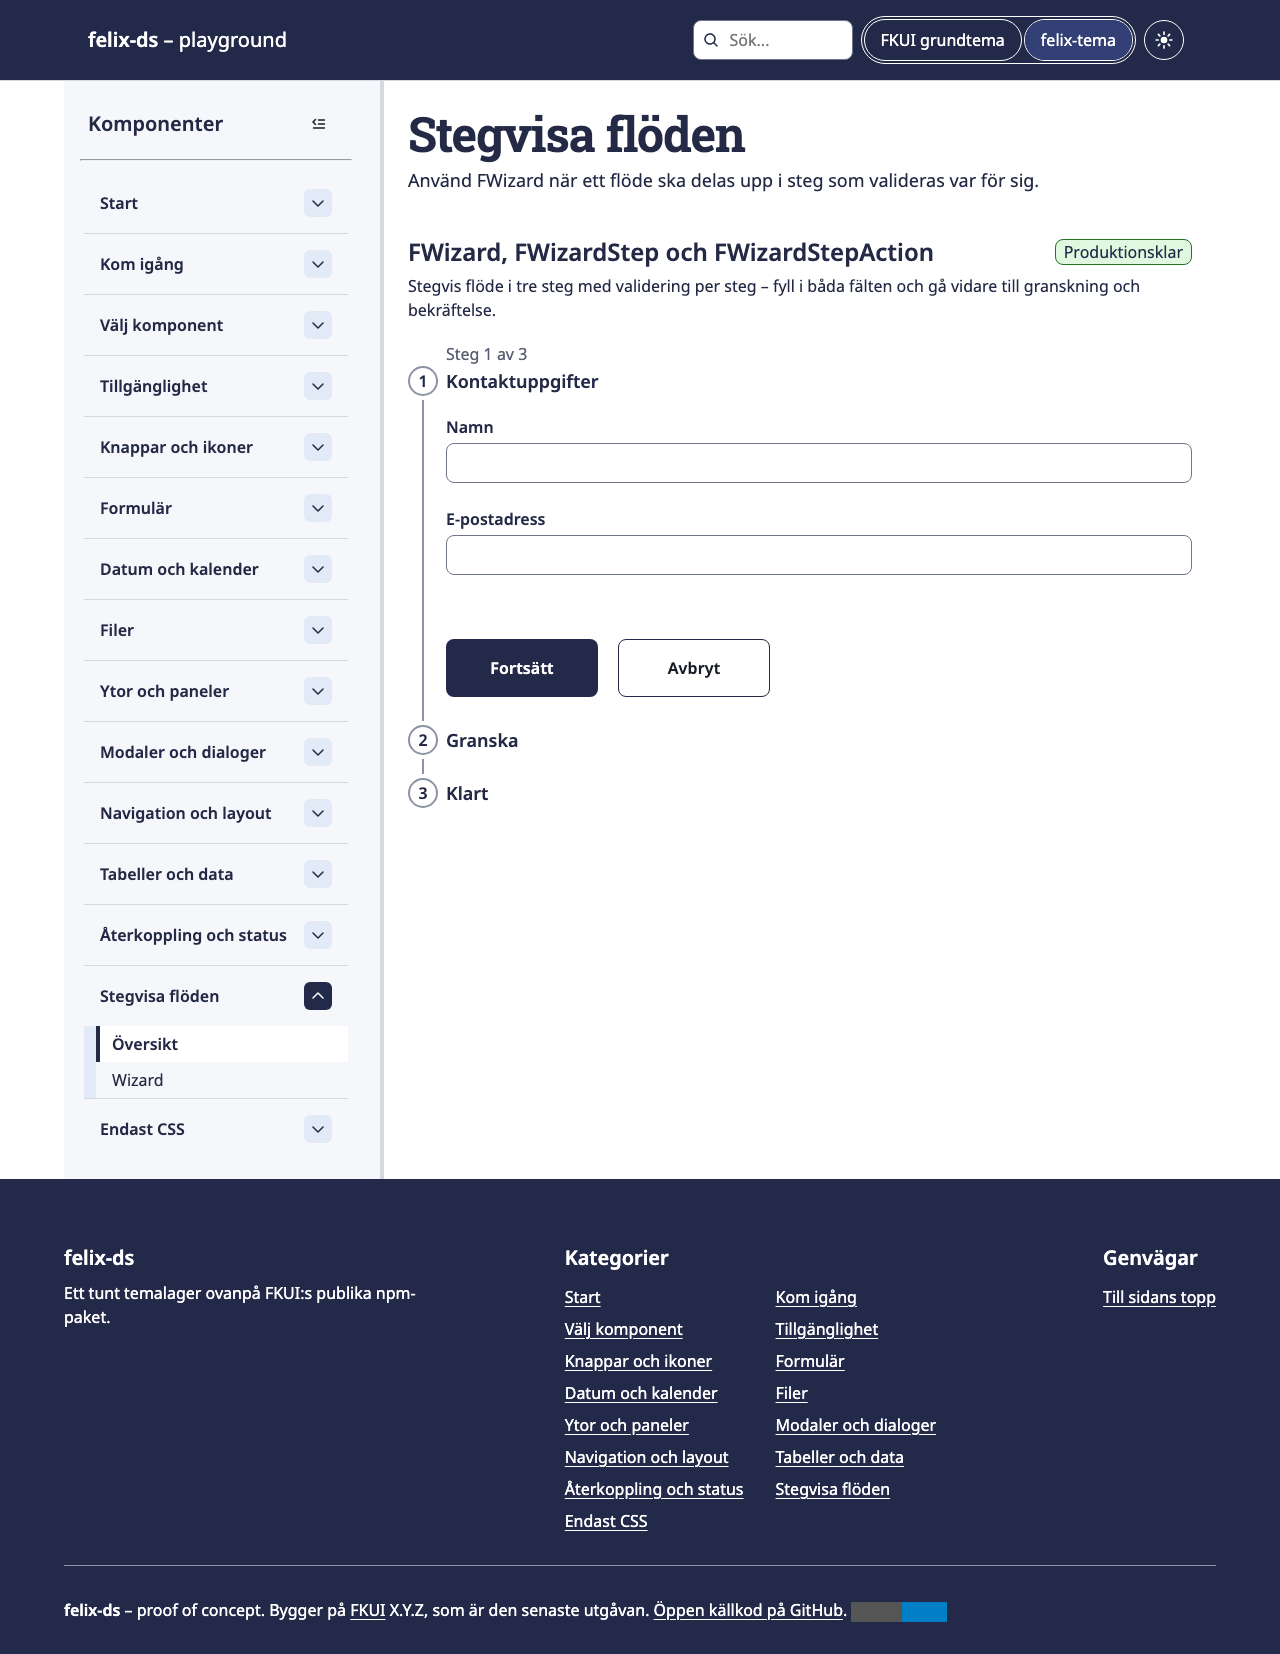 felix-ds – playground
Sök...
FKUI grundtema
felix-tema
Komponenter
Start
Kom igång
Välj komponent
Tillgänglighet
Knappar och ikoner
Formulär
Datum och kalender
Filer
Ytor och paneler
Modaler och dialoger
Navigation och layout
Tabeller och data
Återkoppling och status
Stegvisa flöden
Översikt
Wizard
Endast CSS
Stegvisa flöden
Använd FWizard när ett flöde ska delas upp i steg som valideras var för sig.
FWizard, FWizardStep och FWizardStepAction
Produktionsklar
Stegvis flöde i tre steg med validering per steg – fyll i båda fälten och gå vidare till granskning och
bekräftelse.
Steg 1 av 3
1 Kontaktuppgifter
Namn
E-postadress
Fortsätt
Avbryt
2 Granska
3 Klart
felix-ds
Ett tunt temalager ovanpå FKUI:s publika npm-
paket.
Kategorier
Start
Kom igång
Välj komponent
Tillgänglighet
Knappar och ikoner
Formulär
Datum och kalender
Filer
Ytor och paneler
Modaler och dialoger
Navigation och layout
Tabeller och data
Återkoppling och status
Stegvisa flöden
Endast CSS
Genvägar
Till sidans topp
felix-ds – proof of concept. Bygger på FKUI X.Y.Z, som är den senaste utgåvan. Öppen källkod på GitHub.